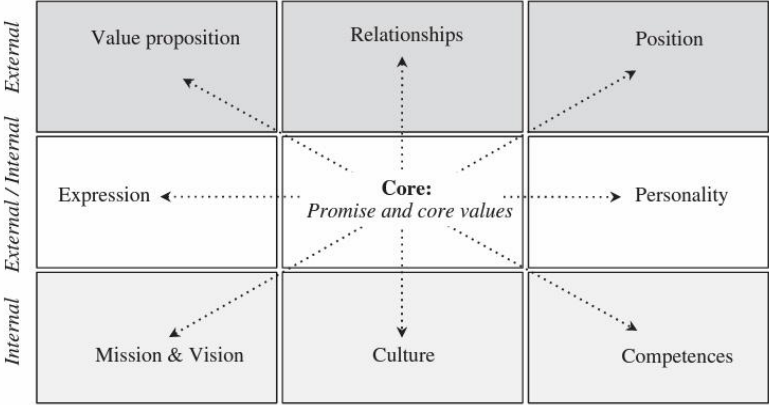 External
Value proposition
Relationships
Position
External / Internal
Expression
Core:
Promise and core values
Personality
Internal
Mission & Vision
Culture
Competences